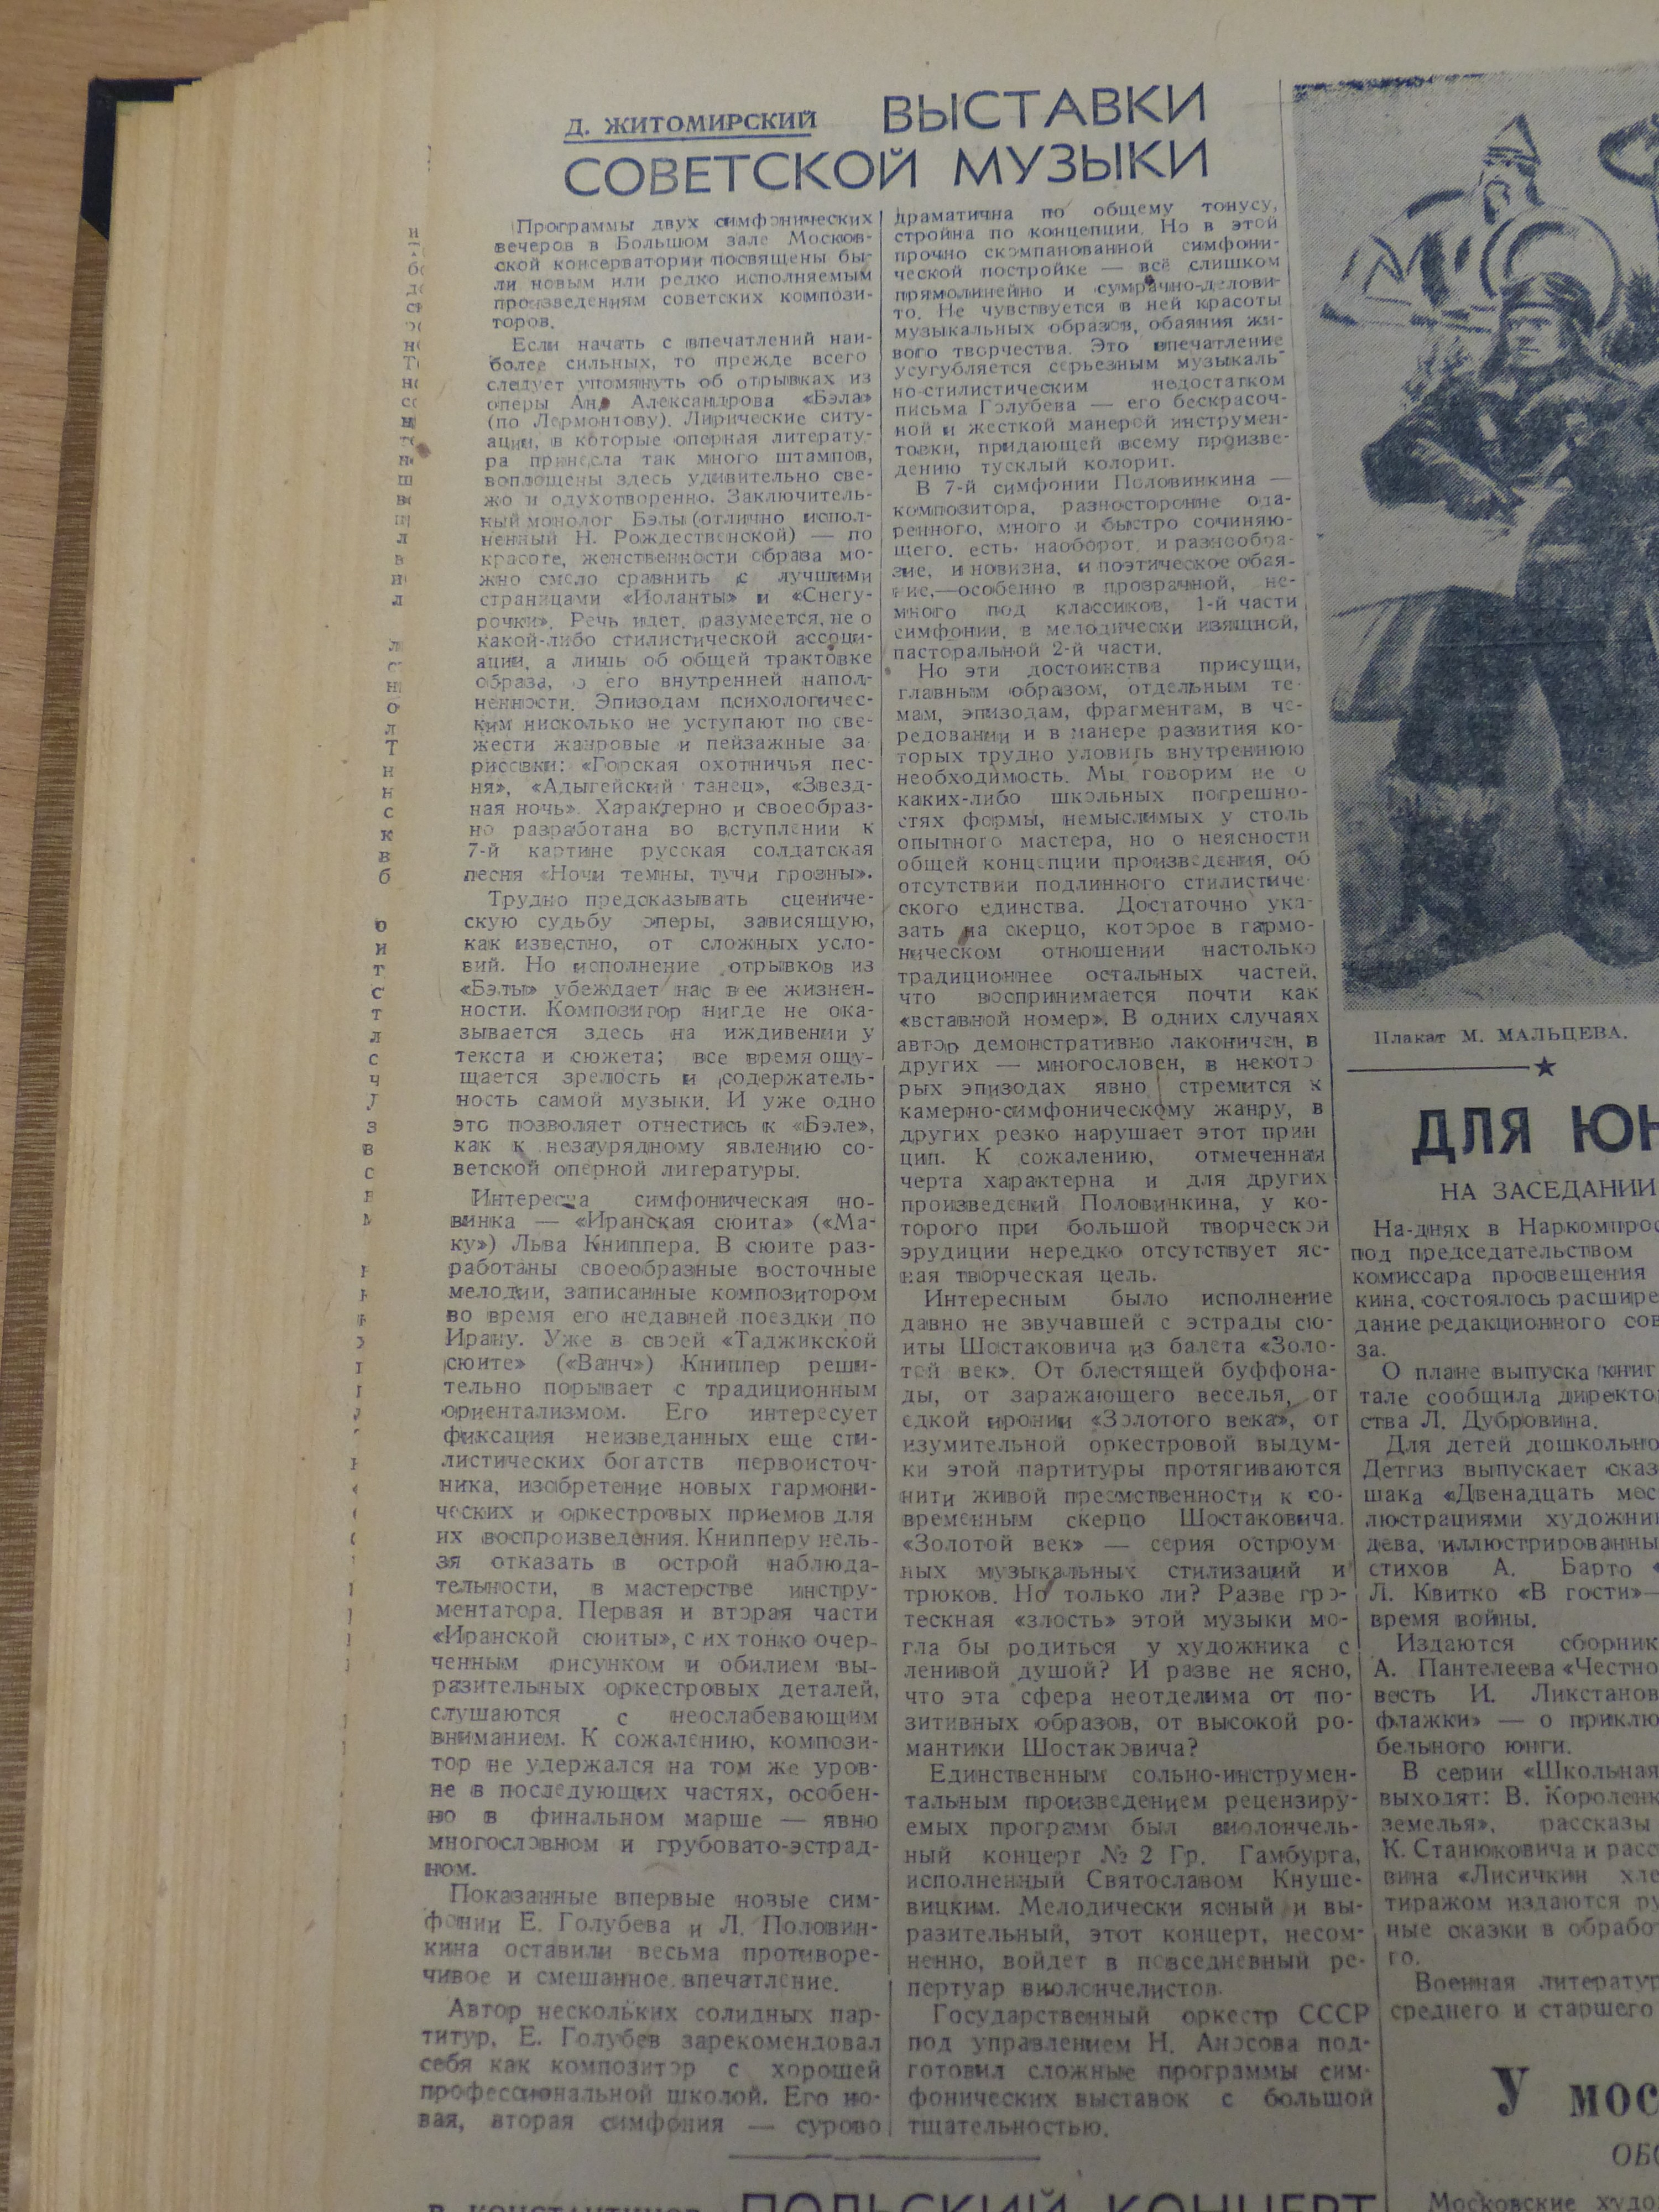 Д. ЖИТОМИРСКИЙ ВЫСТАВКИ
СОВЕТСКОЙ МУЗЫКИ
Программы двух симфонических
вечеров в Большом зале Москов-
ской консерватории посвящены бы-
ли новым или редко исполняемым
произведениям советских компози-
торов.
Если начать с впечатлений наи-
более сильных, то прежде всего
следует упомянуть об отрывках из
оперы Ан. Александрова «Бэла»
(по Лермонтову). Лирические ситу-
ации, в которые оперная литерату-
ра принесла так много штампов,
воплощены здесь удивительно све-
жо и одухотворенно. Заключитель-
ный монолог Бэлы (отлично испол-
ненный Н. Рождественской) — по
красоте, женственности образа мо-
жно смело сравнить с лучшими
страницами «Иоланты» и «Снегу-
рочки». Речь идет, разумеется, не о
какой-либо стилистической ассоци-
ации, а лишь об общей трактовке
образа, о его внутренней напол-
ненности. Эпизодам психологичес-
ким нисколько не уступают по све-
жести жанровые и пейзажные за
рисовки: «Горская охотничья пес-
ня», «Адыгейский танец», «Звезд-
ная ночь». Характерно и своеобраз-
но разработана во вступлении к
7-й картине русская солдатская
песня «Ночи темны, тучи грозны».
Трудно предсказывать сцениче-
скую судьбу оперы, зависящую,
как известно, от сложных усло-
вий. Но исполнение отрывков из
«Бэлы» убеждает нас в ее жизнен-
ности. Композитор нигде не ока-
зывается здесь на иждивении у
текста и сюжета; все время ощу-
щается зрелость и содержатель-
ность самой музыки. И уже одно
это позволяет отнестись к «Бэле»,
как к незаурядному явлению со-
ветской оперной литературы.
Интересна симфоническая но-
винка — «Иранская сюита» («Ма-
ку») Льва Книппера. В сюите раз-
работаны своеобразные восточные
мелодии, записанные композитором
во время его недавней поездки по
Ирану. Уже в своей «Таджикской
сюите» («Ванч») Книппер реши-
тельно порывает с традиционным
ориентализмом. Его интересует
фиксация неизведанных еще сти-
листических богатств первоисточ-
ника, изобретение новых гармони-
ческих и оркестровых приемов для
их воспроизведения. Книпперу нель-
зя отказать в острой наблюда-
тельности, в мастерстве инстру-
ментатора. Первая и вторая части
«Иранской сюиты», с их тонко очер-
ченным рисунком и обилием вы-
разительных оркестровых деталей,
слушаются с неослабевающим
вниманием. К сожалению, компози-
тор не удержался на том же уров-
не в последующих частях, особен-
но в финальном марше — явно
многословном и грубовато-эстрад-
ном.
Показанные впервые новые сим-
фонии Е. Голубева и Л. Половин-
кина оставили весьма противоре-
чивое и смешанное впечатление.
Автор нескольких солидных пар-
титур, Е. Голубев зарекомендовал
себя как композитор с хорошей
профессиональной школой. Его но-
вая, вторая симфония — сурово
драматична по общему тонусу,
стройна по концепции. Но в этой
прочно скомпанованной симфони-
ческой постройке — всё слишком
прямолинейно и сумрачно-делови-
то. Не чувствуется в ней красоты
музыкальных образов, обаяния жи-
вого творчества. Это впечатление
усугубляется серьезным музыкаль-
но-стилистическим недостатком
письма Голубева — его бескрасоч-
ной и жесткой манерой инструмен-
товки, придающей всему произве-
дению тусклый колорит.
В 7-й симфонии Половинкина —
композитора, разносторонне ода-
ренного, много и быстро сочиняю-
щего, есть, наоборот, и разнообра-
зие, и новизна, и поэтическое обая-
ние,—особенно в прозрачной, не-
много под классиков, 1-й части
симфонии, в мелодически изящной,
пасторальной 2-й части.
Но эти достоинства присущи,
главным образом, отдельным те-
мам, эпизодам, фрагментам, в че-
редовании и в манере развития ко-
торых трудно уловить внутреннюю
необходимость. Мы говорим не о
каких-либо школьных погрешно-
стях формы, немыслимых у столь
опытного мастера, но о неясности
общей концепции произведения, об
отсутствии подлинного стилистиче-
ского единства. Достаточно ука-
зать на скерцо, которое в гармо-
ническом отношении настолько
традиционнее остальных частей,
что воспринимается почти как
«вставной номер». В одних случаях
автор демонстративно лаконичен, в
других — многословен, в некото
рых эпизодах явно стремится к
камерно-симфоническому жанру, в
других резко нарушает этот прин
цип. К сожалению, отмеченная
черта характерна и для других
произведений Половинкина, у ко-
торого при большой творческой
эрудиции нередко отсутствует яс-
ная творческая цель.
Интересным было исполнение
давно не звучавшей с эстрады сю-
иты Шостаковича из балета «Золо-
той век». От блестящей буффона-
ды, от заражающего веселья, от
едкой иронии «Золотого века», от
изумительной оркестровой выдум-
ки этой партитуры протягиваются
нити живой преемственности к со-
временным скерцо Шостаковича.
«Золотой век» — серия остроум
ных музыкальных стилизаций и
трюков. Но только ли? Разве гро-
тескная «злость» этой музыки мо-
гла бы родиться у художника с
ленивой душой? И разве не ясно,
что эта сфера неотделима от по-
зитивных образов, от высокой ро-
мантики Шостаковича?
Единственным сольно-инструмен-
тальным произведением рецензиру-
емых программ был виолончель-
ный концерт № 2 Гр. Гамбурга,
исполненный Святославом Кнуше-
вицким. Мелодически ясный и вы-
разительный, этот концерт, несом-
ненно, войдет в повседневный ре-
пертуар виолончелистов.
Государственный оркестр СССР
под управлением Н. Аносова под-
готовил сложные программы сим-
фонических выставок с большой
тщательностью.
Плакат М. МАЛЬЦЕВА.
ДЛЯ ЮН
НА ЗАСЕДАНИИ
На-днях в Наркомпрос
под председательством
комиссара просвещения
кина, состоялось расшире
дание редакционного сов
за.
О плане выпуска книг
тале сообщила директо
ства Л. Дубровина.
Для детей дошкольно
Детгиз выпускает сказ
шака «Двенадцать мес
люстрациями художни
дева, иллюстрированны
стихов А. Барто «
Л. Квитко «В гости»—
время войны.
Издаются сборник
А. Пантелеева «Честно
весть И. Ликстанов
флажки» — о приклю
бельного юнги.
В серии «Школьная
выходят: В. Короленк
земелья», рассказы
К. Станюковича и расс
вина «Лисичкин хле
тиражом издаются ру
ные сказки в обрабо
го.
Военная литератур
среднего и старшего
У мос
ОБС
Московские худо
В. КОНСТАНТИНОВ ПОЛЬСКИЙ КОНЦЕРТ